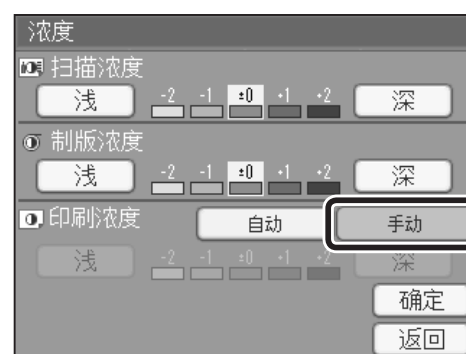 浓度
扫描浓度
浅 -2 -1 ±0 +1 +2 深
制版浓度
浅 -2 -1 ±0 +1 +2 深
印刷浓度 自动 手动
浅 -2 -1 ±0 +1 +2 深
确定
返回